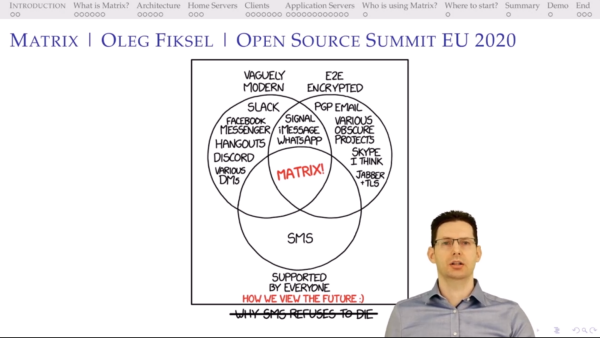 INTRODUCTION What is Matrix? Architecture Home Servers Clients Application Servers Who is using Matrix? Where to start? Summary Demo End
MATRIX | OLEG FIKSEL | OPEN SOURCE SUMMIT EU 2020
VAGUELY
MODERN
E2E
ENCRYPTED
SLACK
FACEBOOK
MESSENGER
HANGOUTS
DISCORD
VARIOUS
DMs
SIGNAL
iMESSAGE
WHATSAPP
PGP EMAIL
VARIOUS
OBSCURE
PROJECTS
SKYPE
I THINK
JABBER
+TLS
MATRIX!
SMS
SUPPORTED
BY EVERYONE
HOW WE VIEW THE FUTURE :)
WHY SMS REFUSES TO DIE